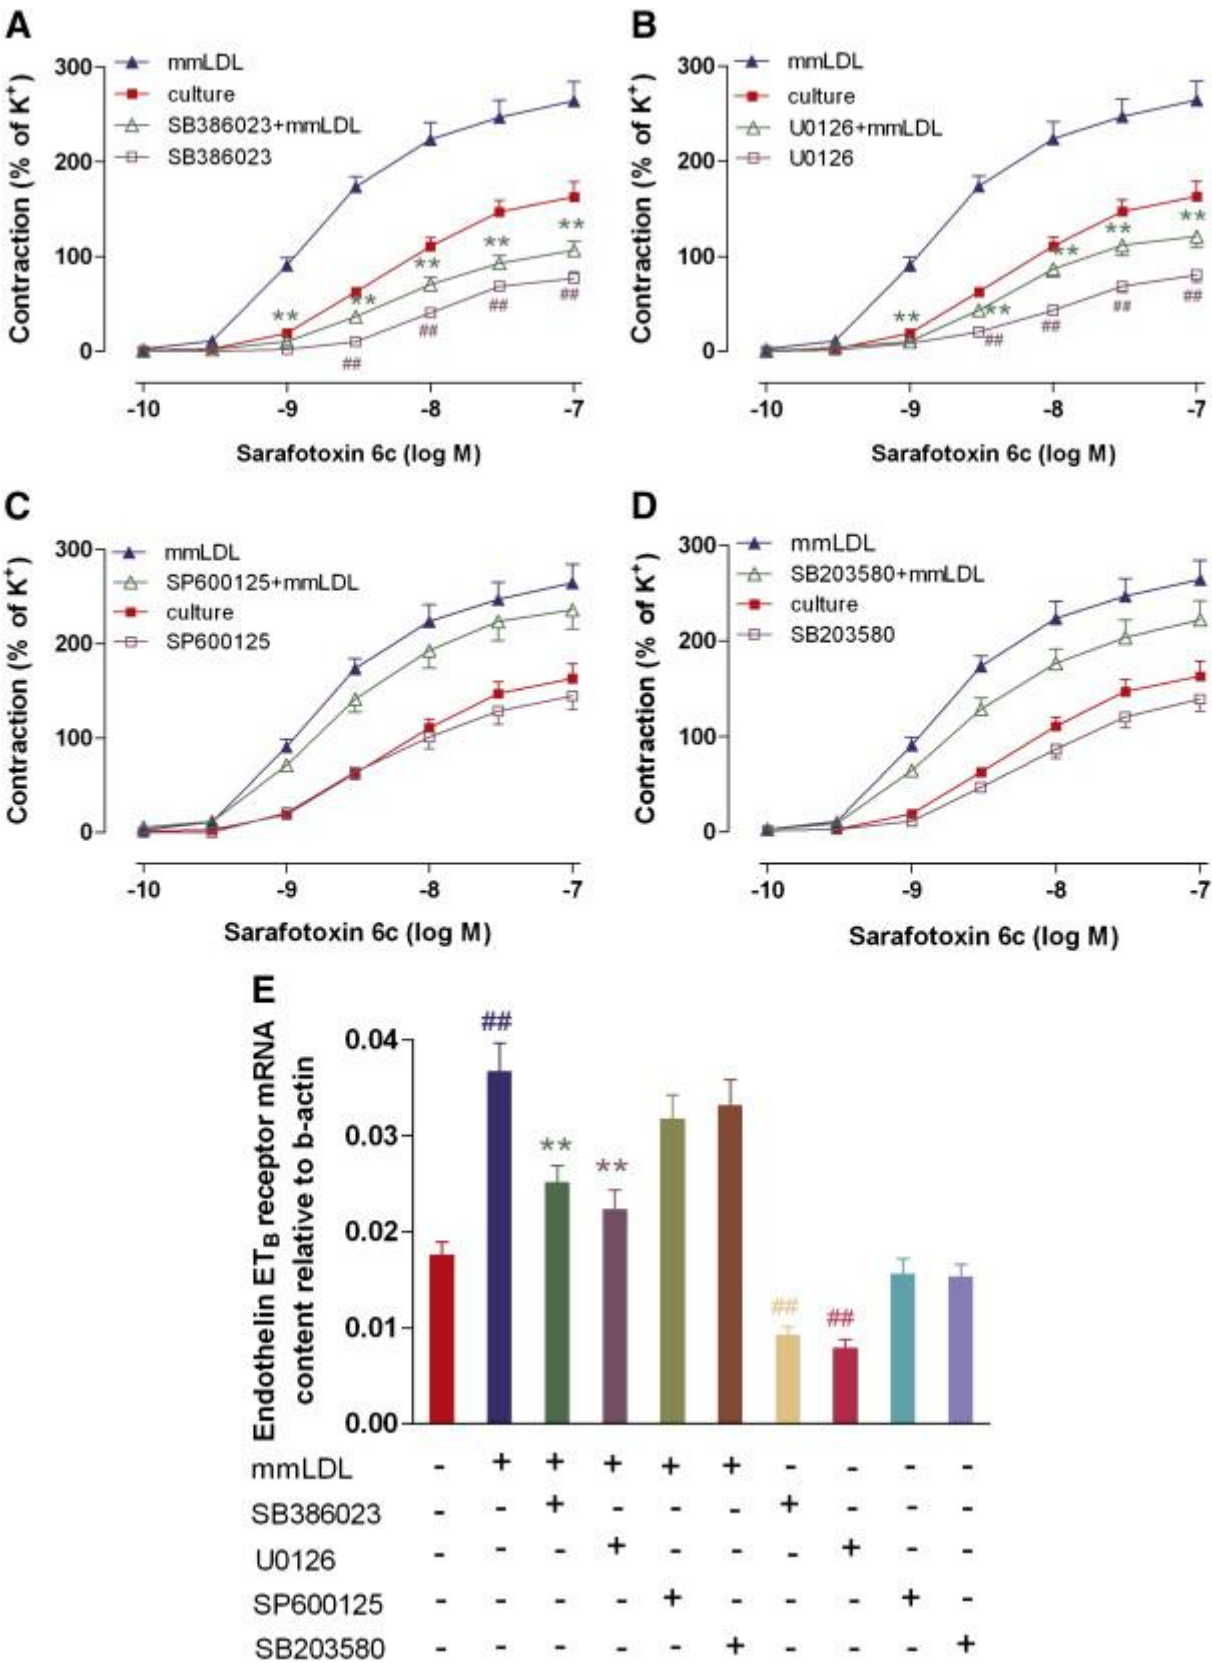 A
Contraction (% of K+)
300
200
100
0
mmLDL
culture
SB386023+mmLDL
SB386023
**
**
**
**
**
##
##
##
##
-10
-9
-8
-7
Sarafotoxin 6c (log M)
B
Contraction (% of K+)
300
200
100
0
mmLDL
culture
U0126+mmLDL
U0126
**
**
**
**
**
##
##
##
##
-10
-9
-8
-7
Sarafotoxin 6c (log M)
C
Contraction (% of K+)
300
200
100
0
mmLDL
SP600125+mmLDL
culture
SP600125
-10
-9
-8
-7
Sarafotoxin 6c (log M)
D
Contraction (% of K+)
300
200
100
0
mmLDL
SB203580+mmLDL
culture
SB203580
-10
-9
-8
-7
Sarafotoxin 6c (log M)
E
Endothelin ETB receptor mRNA
content relative to b-actin
0.04
0.03
0.02
0.01
0.00
##
**
**
##
##
mmLDL - + + + + + - - - -
SB386023 - - + - - - + - - -
U0126 - - - + - - - + - -
SP600125 - - - - + - - - + -
SB203580 - - - - - + - - - +